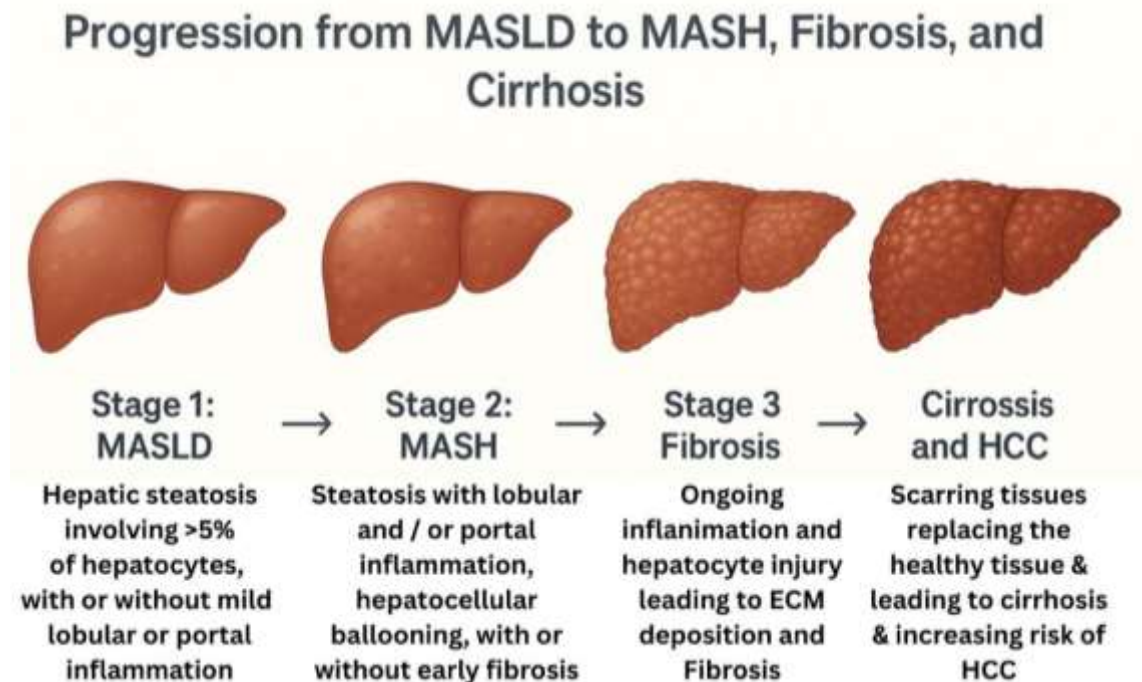 Progression from MASLD to MASH, Fibrosis, and
Cirrhosis
Stage 1:
MASLD
Hepatic steatosis
involving >5%
of hepatocytes,
with or without mild
lobular or portal
inflammation
→
Stage 2:
MASH
Steatosis with lobular
and / or portal
inflammation,
hepatocellular
ballooning, with or
without early fibrosis
→
Stage 3
Fibrosis
Ongoing
inflanimation and
hepatocyte injury
leading to ECM
deposition and
Fibrosis
→
Cirrossis
and HCC
Scarring tissues
replacing the
healthy tissue &
leading to cirrhosis
& increasing risk of
HCC